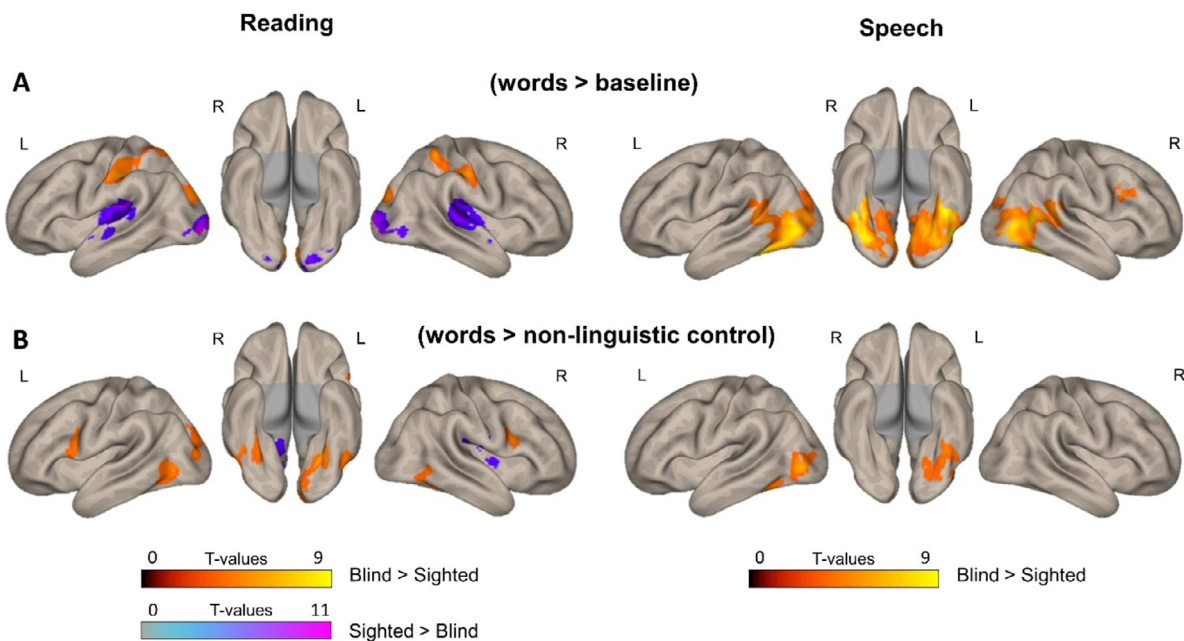 Reading Speech
A (words > baseline)
R L R L
L R L R
B (words > non-linguistic control)
R L R L
L R L R
0 T-values 9 Blind > Sighted 0 T-values 9 Blind > Sighted
0 T-values 11 Sighted > Blind